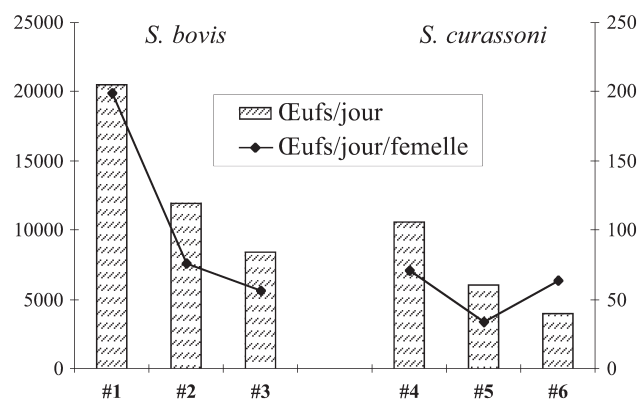 25000 S. bovis S. curassoni 250
20000 200
Œufs/jour
15000 Œufs/jour/femelle 150
10000 100
5000 50
0 0
#1 #2 #3 #4 #5 #6